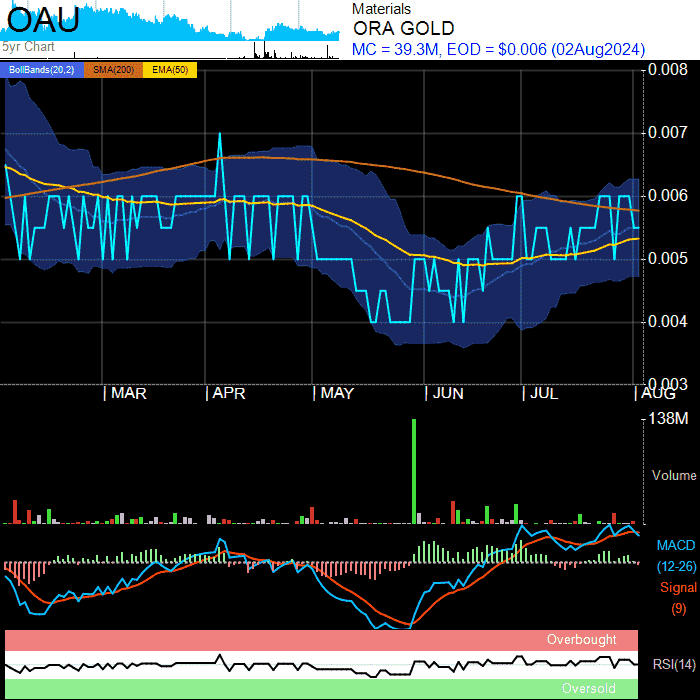 OAU
5yr Chart
Materials
ORA GOLD
MC = 39.3M, EOD = $0.006 (02Aug2024)
BollBands(20,2) SMA(200) EMA(50)
0.008
0.007
0.006
0.005
0.004
0.003
| MAR | APR | MAY | JUN | JUL | AUG
138M
Volume
MACD
(12-26)
Signal
(9)
Overbought
RSI(14)
Oversold